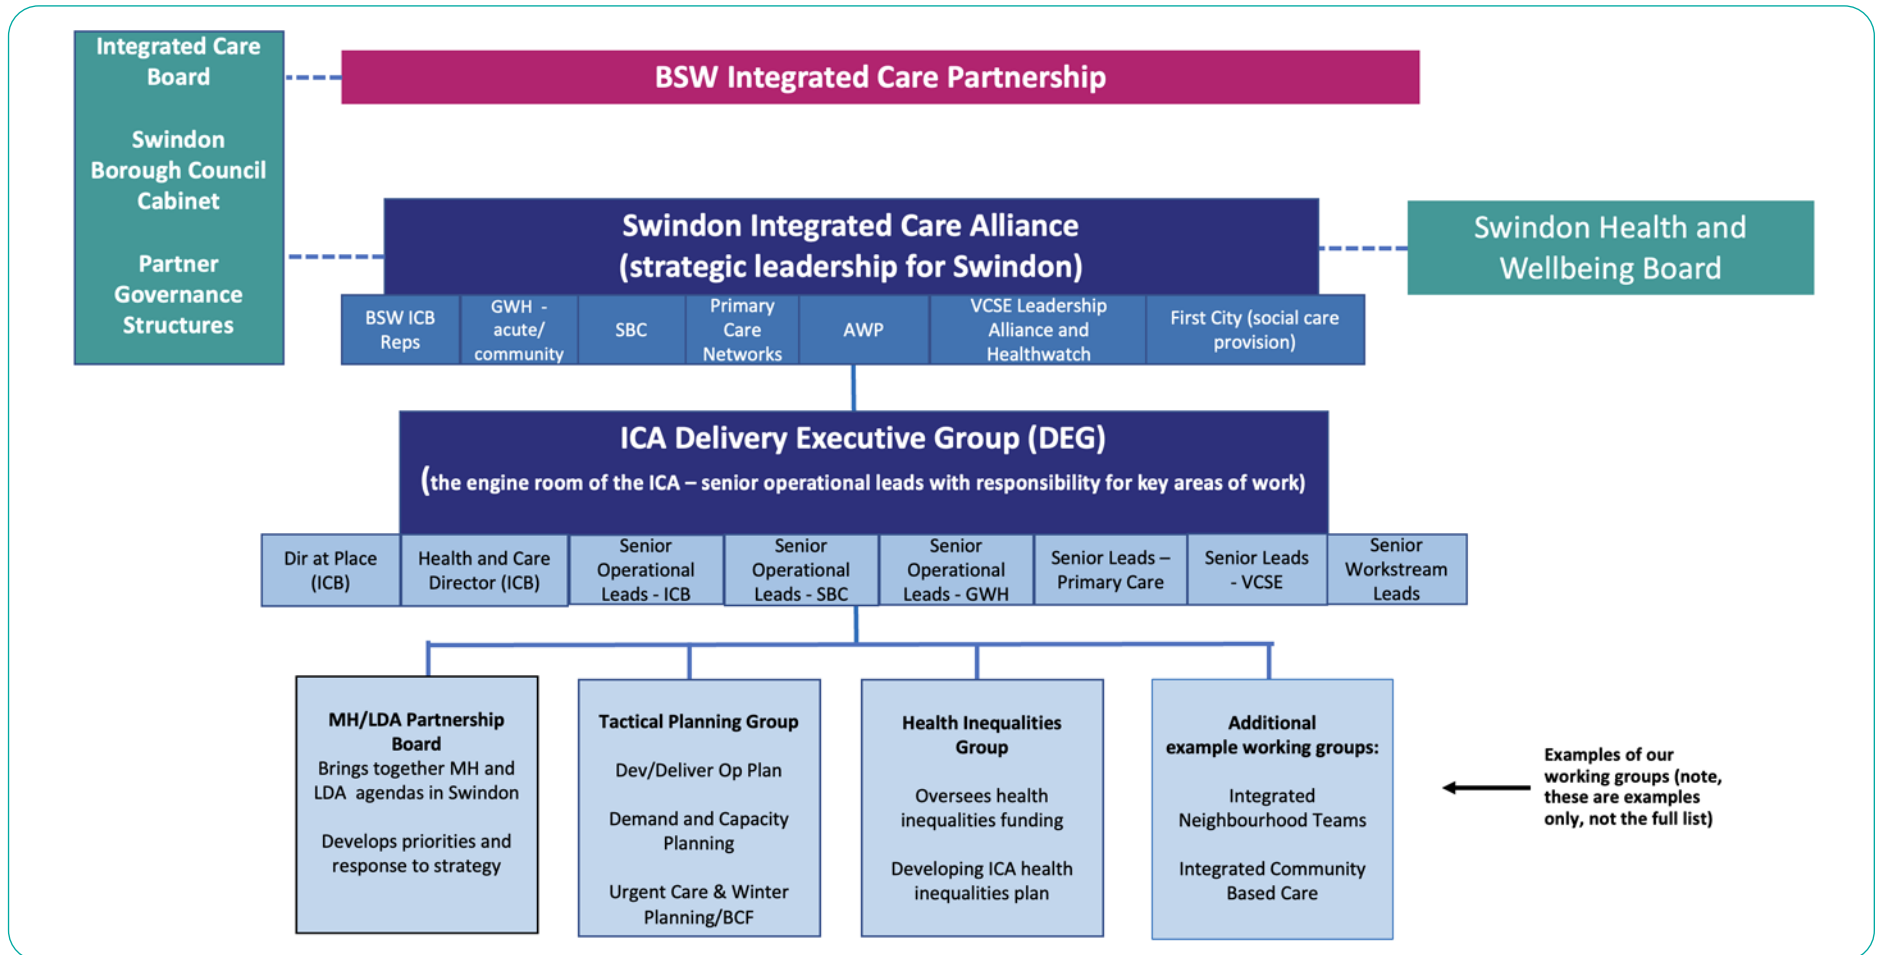 Integrated Care
Board
Swindon
Borough Council
Cabinet
Partner
Governance
Structures
BSW Integrated Care Partnership
Swindon Integrated Care Alliance
(strategic leadership for Swindon)
Swindon Health and
Wellbeing Board
BSW ICB
Reps
GWH -
acute/
community
SBC
Primary
Care
Networks
AWP
VCSE Leadership
Alliance and
Healthwatch
First City (social care
provision)
ICA Delivery Executive Group (DEG)
(the engine room of the ICA – senior operational leads with responsibility for key areas of work)
Dir at Place
(ICB)
Health and Care
Director (ICB)
Senior
Operational
Leads - ICB
Senior
Operational
Leads - SBC
Senior
Operational
Leads - GWH
Senior Leads –
Primary Care
Senior Leads
- VCSE
Senior
Workstream
Leads
MH/LDA Partnership
Board
Brings together MH and
LDA agendas in Swindon
Develops priorities and
response to strategy
Tactical Planning Group
Dev/Deliver Op Plan
Demand and Capacity
Planning
Urgent Care & Winter
Planning/BCF
Health Inequalities
Group
Oversees health
inequalities funding
Developing ICA health
inequalities plan
Additional
example working groups:
Integrated
Neighbourhood Teams
Integrated Community
Based Care
Examples of our
working groups (note,
these are examples
only, not the full list)